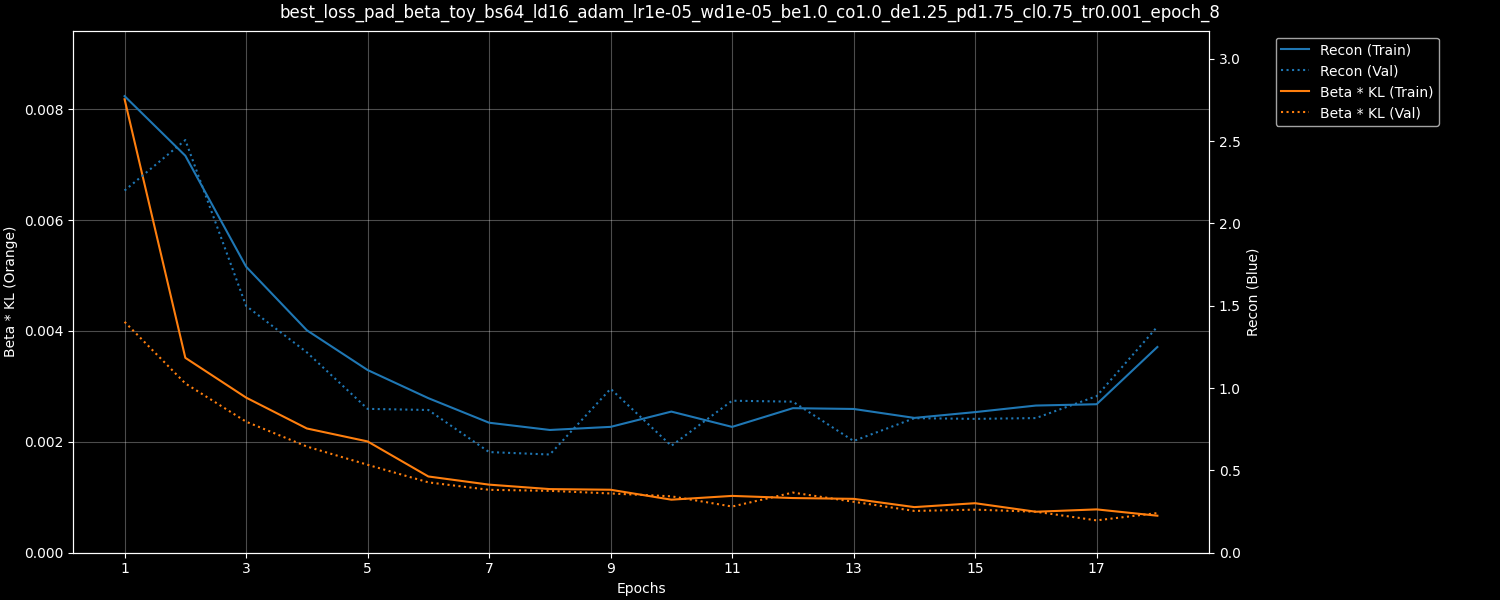 best_loss_pad_beta_toy_bs64_ld16_adam_lr1e-05_wd1e-05_be1.0_co1.0_de1.25_pd1.75_cl0.75_tr0.001_epoch_8
Recon (Train)
Recon (Val)
Beta * KL (Train)
Beta * KL (Val)
Beta * KL (Orange)
0.008
0.006
0.004
0.002
0.000
3.0
2.5
2.0
1.5
1.0
0.5
0.0
Recon (Blue)
1 3 5 7 9 11 13 15 17
Epochs